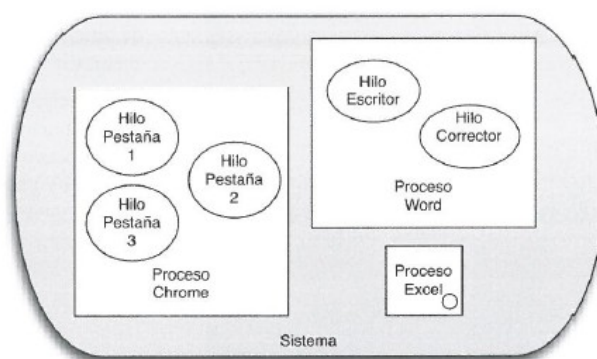 Hilo
Pestaña
1
Hilo
Pestaña
2
Hilo
Pestaña
3
Proceso
Chrome
Hilo
Escritor
Hilo
Corrector
Proceso
Word
Proceso
Excel
Sistema